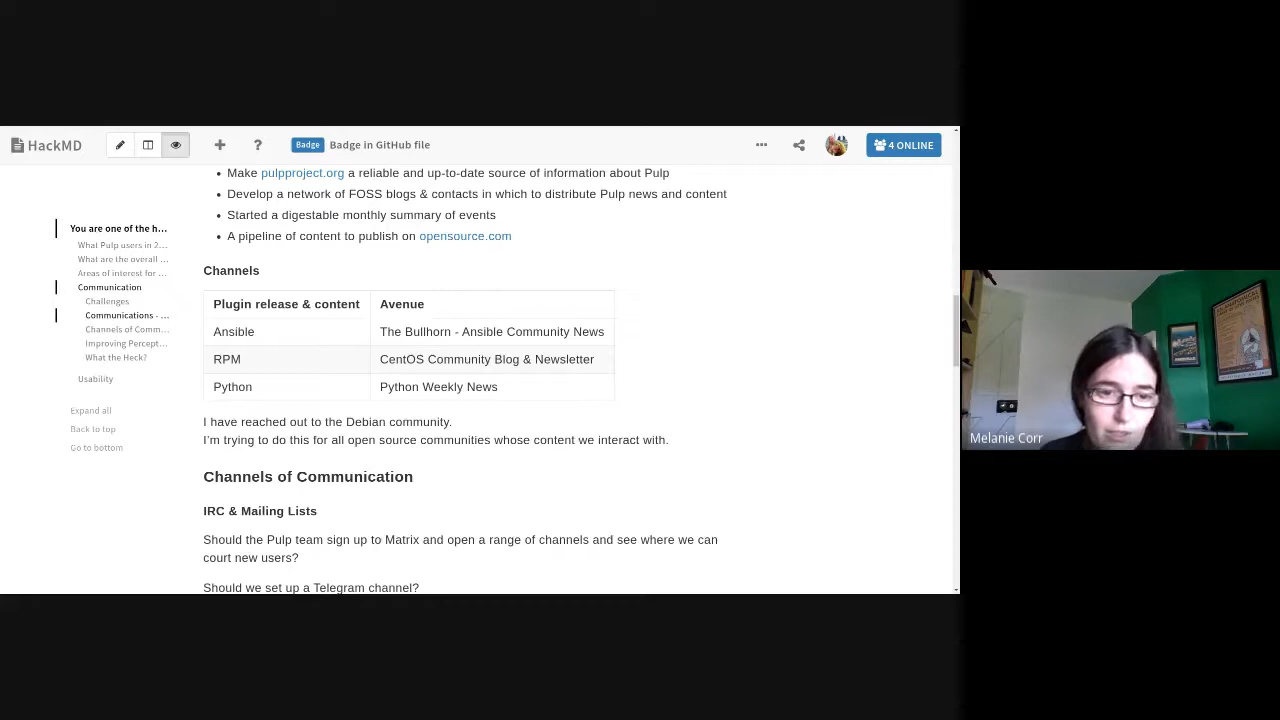 HackMD
Badge Badge in GitHub file
4 ONLINE
Make pulpproject.org a reliable and up-to-date source of information about Pulp
Develop a network of FOSS blogs & contacts in which to distribute Pulp news and content
Started a digestable monthly summary of events
A pipeline of content to publish on opensource.com
You are one of the h...
What Pulp users in 2...
What are the overall ...
Areas of interest for ...
Communication
Challenges
Communications - ...
Channels of Comm...
Improving Percept...
What the Heck?
Usability
Expand all
Back to top
Go to bottom
Channels
Plugin release & content Avenue
Ansible The Bullhorn - Ansible Community News
RPM CentOS Community Blog & Newsletter
Python Python Weekly News
I have reached out to the Debian community.
I'm trying to do this for all open source communities whose content we interact with.
Channels of Communication
IRC & Mailing Lists
Should the Pulp team sign up to Matrix and open a range of channels and see where we can
court new users?
Should we set up a Telegram channel?
Melanie Corr